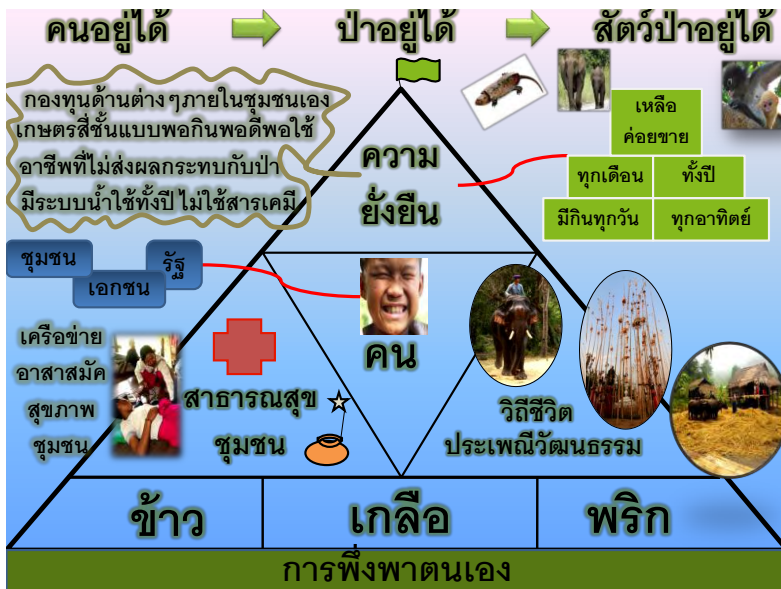 คนอยู่ได้
ป่าอยู่ได้
สัตว์ป่าอยู่ได้
กองทุนด้านต่างๆภายในชุมชนเอง
เกษตรสี่ชั้นแบบพอกินพอดีพอใช้
อาชีพที่ไม่ส่งผลกระทบกับป่า
มีระบบน้ำใช้ทั้งปี ไม่ใช้สารเคมี
ความ
ยั่งยืน
เหลือ
ค่อยขาย
ทุกเดือน
ทั้งปี
มีกินทุกวัน
ทุกอาทิตย์
ชุมชน
เอกชน
รัฐ
คน
เครือข่าย
อาสาสมัค
สุขภาพ
ชุมชน
สาธารณสุข
ชุมชน
วิถีชีวิต
ประเพณีวัฒนธรรม
ข้าว
เกลือ
พริก
การพึ่งพาตนเอง